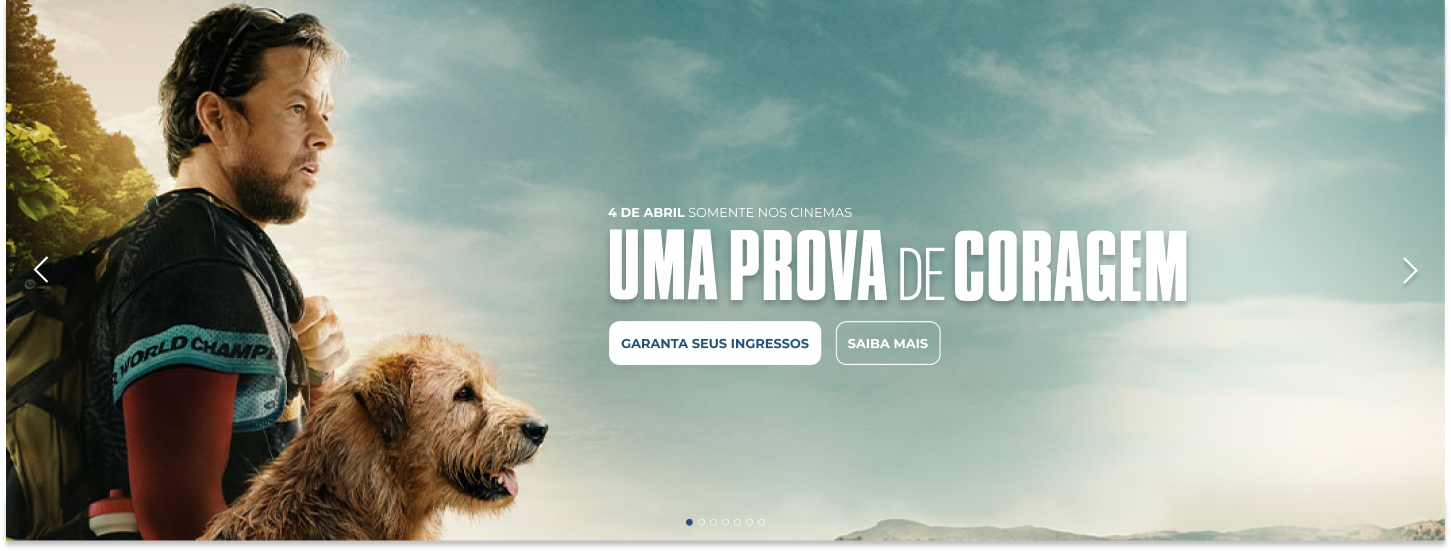 4 DE ABRIL SOMENTE NOS CINEMAS
UMA PROVA DE CORAGEM
GARANTA SEUS INGRESSOS
SAIBA MAIS
WORLD CHAMPI